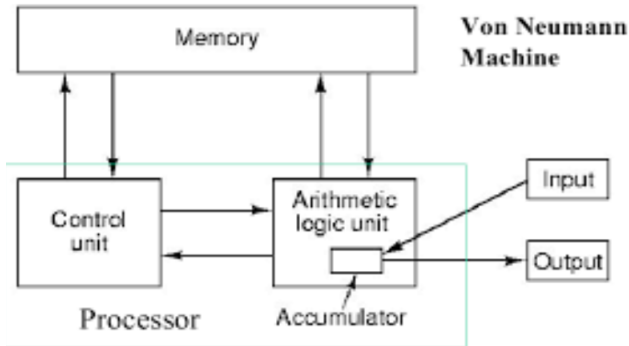 Memory
Von Neumann
Machine
Control
unit
Arithmetic
logic unit
Input
Output
Processor
Accumulator